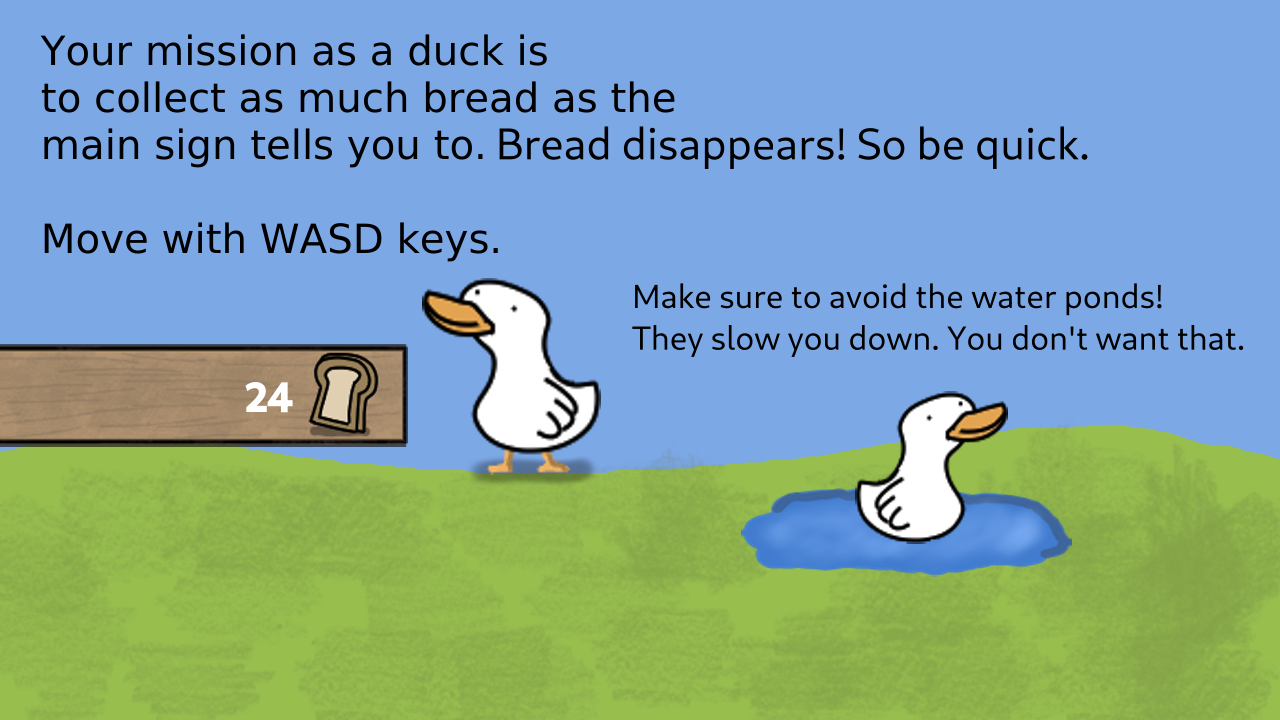 Your mission as a duck is
to collect as much bread as the
main sign tells you to. Bread disappears! So be quick.
Move with WASD keys.
Make sure to avoid the water ponds!
They slow you down. You don't want that.
24